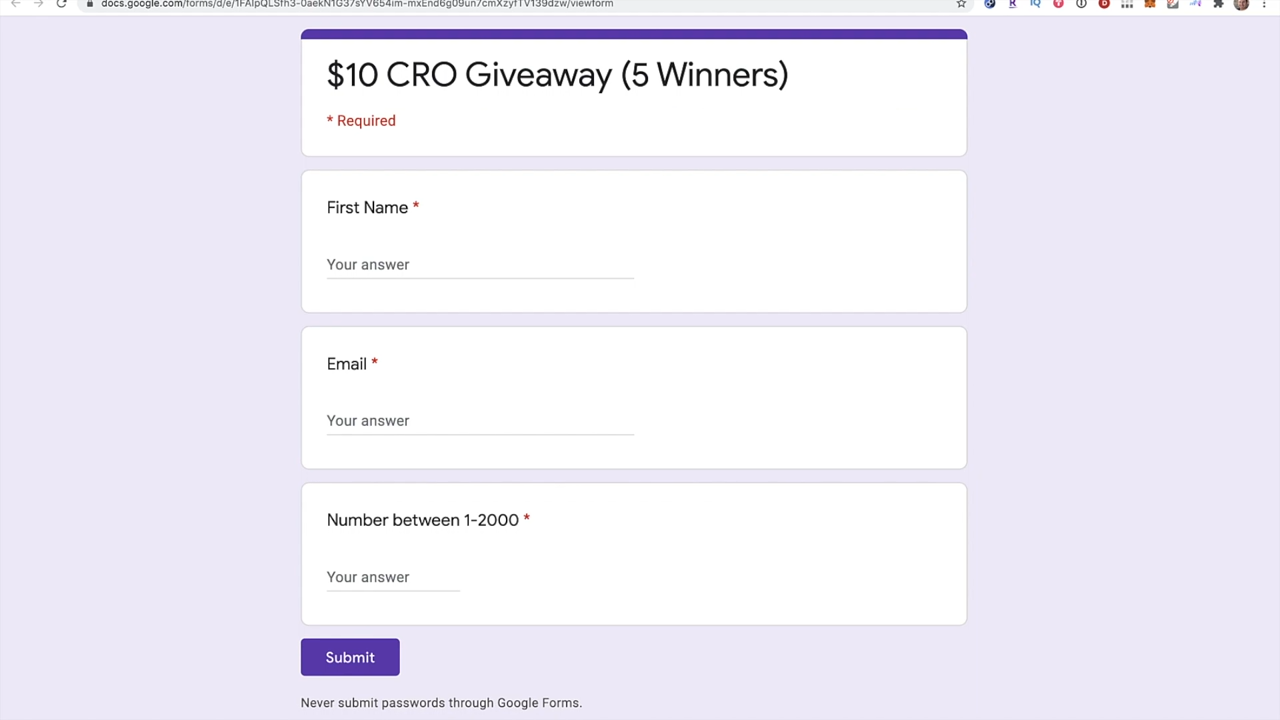 $10 CRO Giveaway (5 Winners)
* Required
First Name *
Your answer
Email *
Your answer
Number between 1-2000 *
Your answer
Submit
Never submit passwords through Google Forms.